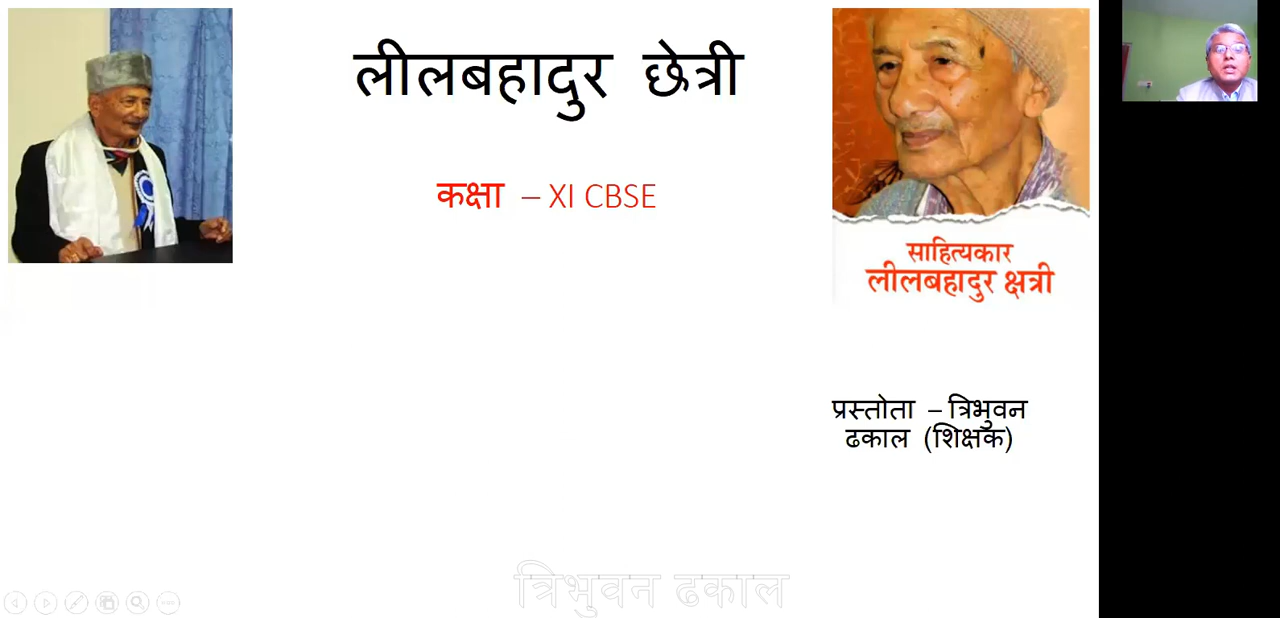 लीलबहादुर छेत्री
कक्षा – XI CBSE
साहित्यकार
लीलबहादुर क्षत्री
प्रस्तोता – त्रिभुवन
ढकाल (शिक्षक)
त्रिभुवन ढकाल